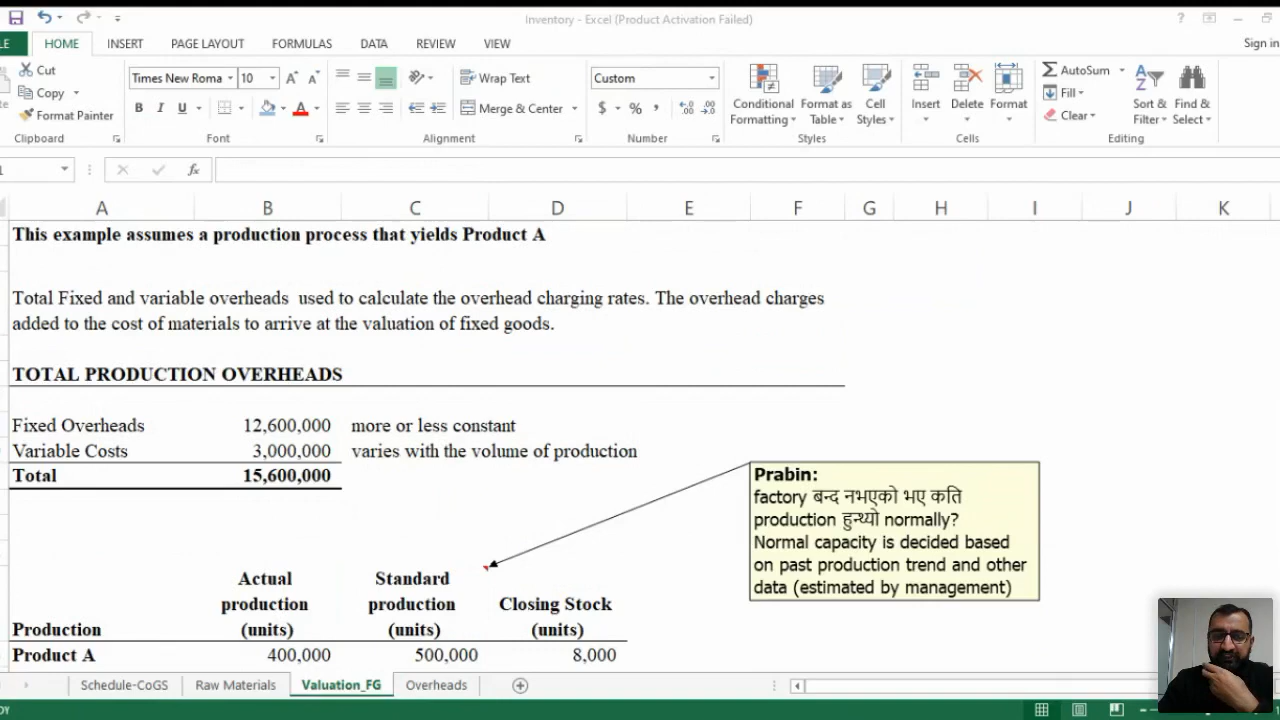 Inventory - Excel (Product Activation Failed)
HOME INSERT PAGE LAYOUT FORMULAS DATA REVIEW VIEW Sign in
Cut
Copy
Format Painter
Clipboard
Times New Roma 10
B I U
Font
Wrap Text
Merge & Center
Alignment
Custom
$ % ,
Number
Conditional Formatting
Format as Table
Cell Styles
Styles
Insert
Delete
Format
Cells
AutoSum
Fill
Clear
Sort & Filter
Find & Select
Editing
fx
A B C D E F G H I J K
This example assumes a production process that yields Product A
Total Fixed and variable overheads used to calculate the overhead charging rates. The overhead charges
added to the cost of materials to arrive at the valuation of fixed goods.
TOTAL PRODUCTION OVERHEADS
Fixed Overheads 12,600,000 more or less constant
Variable Costs 3,000,000 varies with the volume of production
Total 15,600,000
Prabin:
factory बन्द नभएको भए कति
production हुन्थ्यो normally?
Normal capacity is decided based
on past production trend and other
data (estimated by management)
Actual Standard
production production Closing Stock
Production (units) (units) (units)
Product A 400,000 500,000 8,000
Schedule-CoGS Raw Materials Valuation_FG Overheads